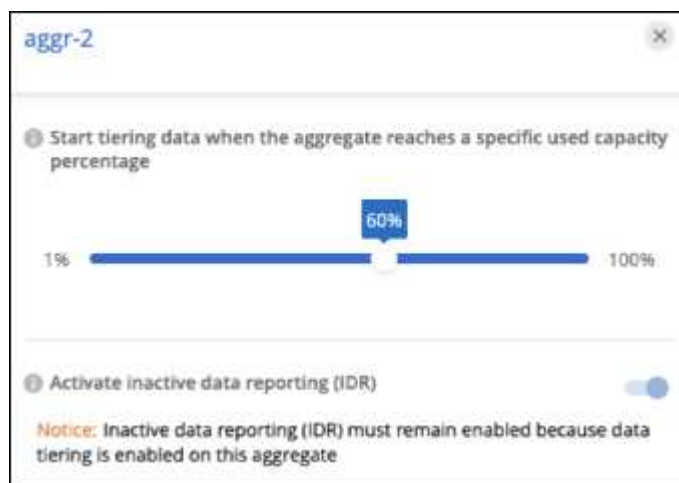 aggr-2
Start tiering data when the aggregate reaches a specific used capacity
percentage
60%
1%
100%
Activate inactive data reporting (IDR)
Notice: Inactive data reporting (IDR) must remain enabled because data
tiering is enabled on this aggregate